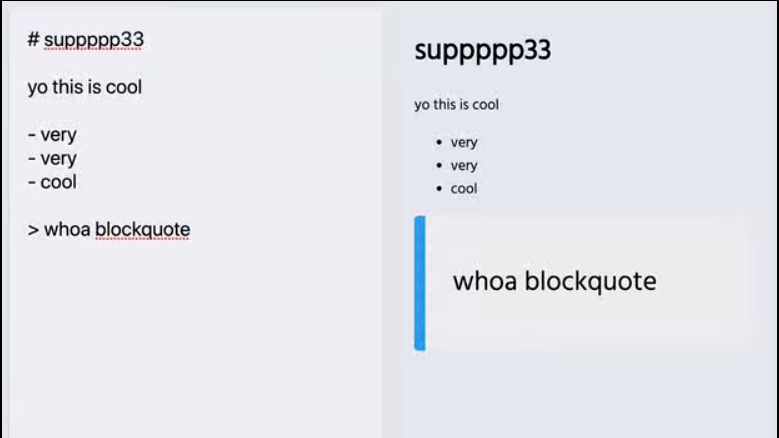 # suppppp33
yo this is cool
- very
- very
- cool
> whoa blockquote
suppppp33
yo this is cool
• very
• very
• cool
whoa blockquote